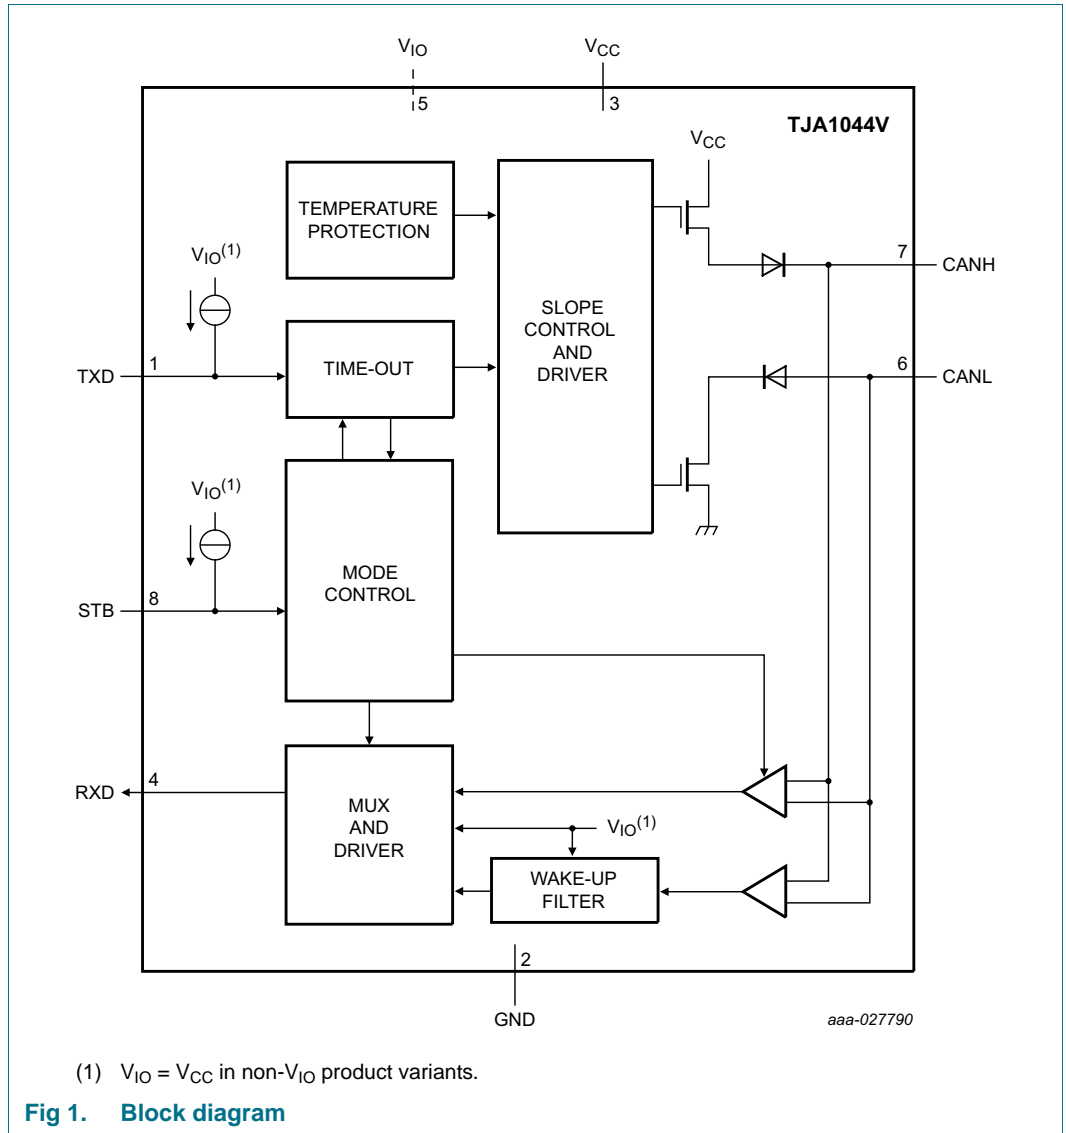 VIO
VCC
5
3
TJA1044V
VCC
TEMPERATURE
PROTECTION
VIO(1)
7
CANH
SLOPE
CONTROL
AND
DRIVER
TXD
1
TIME-OUT
6
CANL
VIO(1)
MODE
CONTROL
STB
8
RXD
4
MUX
AND
DRIVER
VIO(1)
WAKE-UP
FILTER
2
GND
aaa-027790
(1) VIO = VCC in non-VIO product variants.
Fig 1. Block diagram